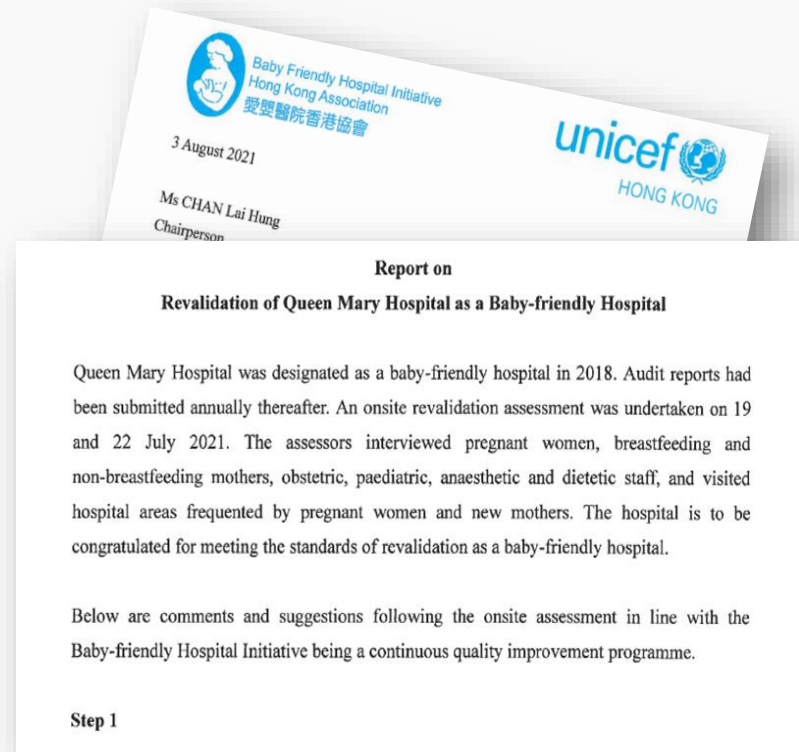 Baby Friendly Hospital Initiative
Hong Kong Association
愛嬰醫院香港協會
unicef
HONG KONG
3 August 2021
Ms CHAN Lai Hung
Chairperson
Report on
Revalidation of Queen Mary Hospital as a Baby-friendly Hospital
Queen Mary Hospital was designated as a baby-friendly hospital in 2018. Audit reports had
been submitted annually thereafter. An onsite revalidation assessment was undertaken on 19
and 22 July 2021. The assessors interviewed pregnant women, breastfeeding and
non-breastfeeding mothers, obstetric, paediatric, anaesthetic and dietetic staff, and visited
hospital areas frequented by pregnant women and new mothers. The hospital is to be
congratulated for meeting the standards of revalidation as a baby-friendly hospital.
Below are comments and suggestions following the onsite assessment in line with the
Baby-friendly Hospital Initiative being a continuous quality improvement programme.
Step 1